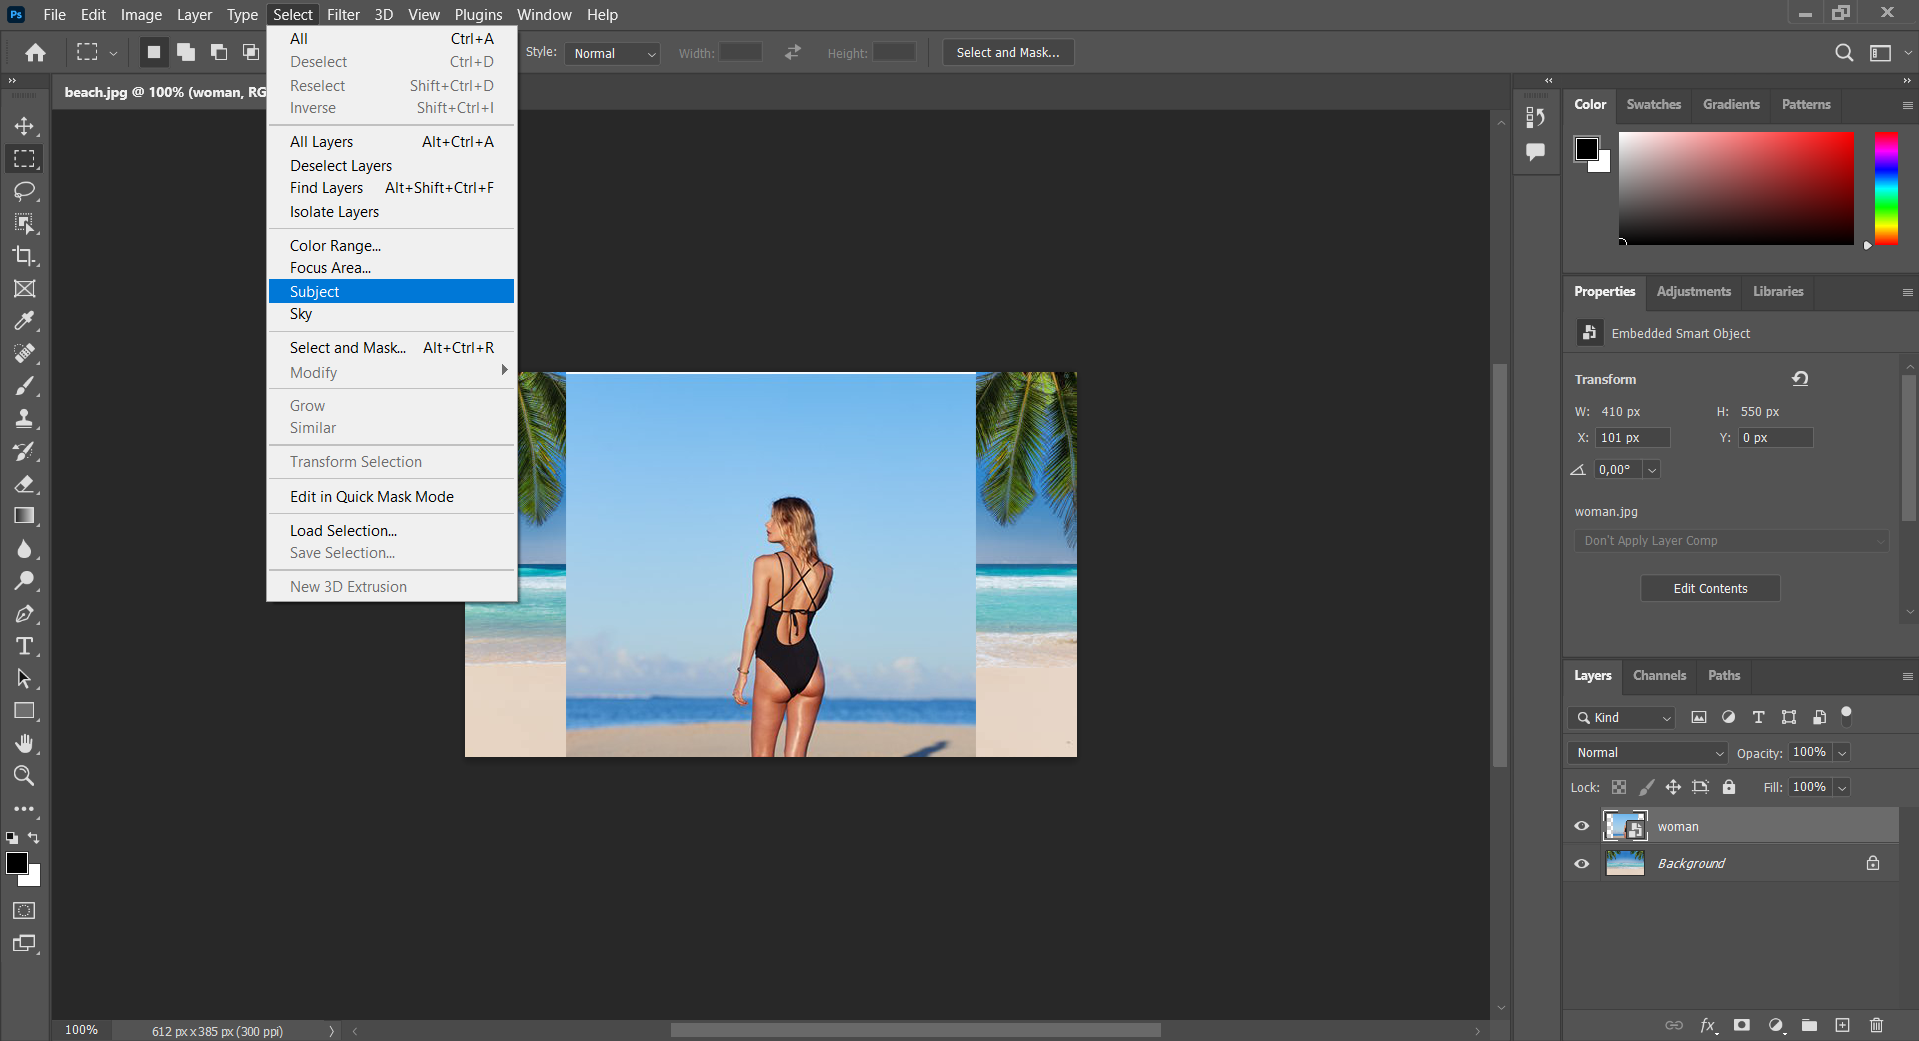 Ps File Edit Image Layer Type Select Filter 3D View Plugins Window Help
Style: Normal Width: Height: Select and Mask...
beach.jpg @ 100% (woman, RG
All Ctrl+A
Deselect Ctrl+D
Reselect Shift+Ctrl+D
Inverse Shift+Ctrl+I
All Layers Alt+Ctrl+A
Deselect Layers
Find Layers Alt+Shift+Ctrl+F
Isolate Layers
Color Range...
Focus Area...
Subject
Sky
Select and Mask... Alt+Ctrl+R
Modify
Grow
Similar
Transform Selection
Edit in Quick Mask Mode
Load Selection...
Save Selection...
New 3D Extrusion
Color Swatches Gradients Patterns
Properties Adjustments Libraries
Embedded Smart Object
Transform
W: 410 px H: 550 px
X: 101 px Y: 0 px
0,00°
woman.jpg
Don't Apply Layer Comp
Edit Contents
Layers Channels Paths
Kind
Normal Opacity: 100%
Lock: Fill: 100%
woman
Background
100% 612 px x 385 px (300 ppi)